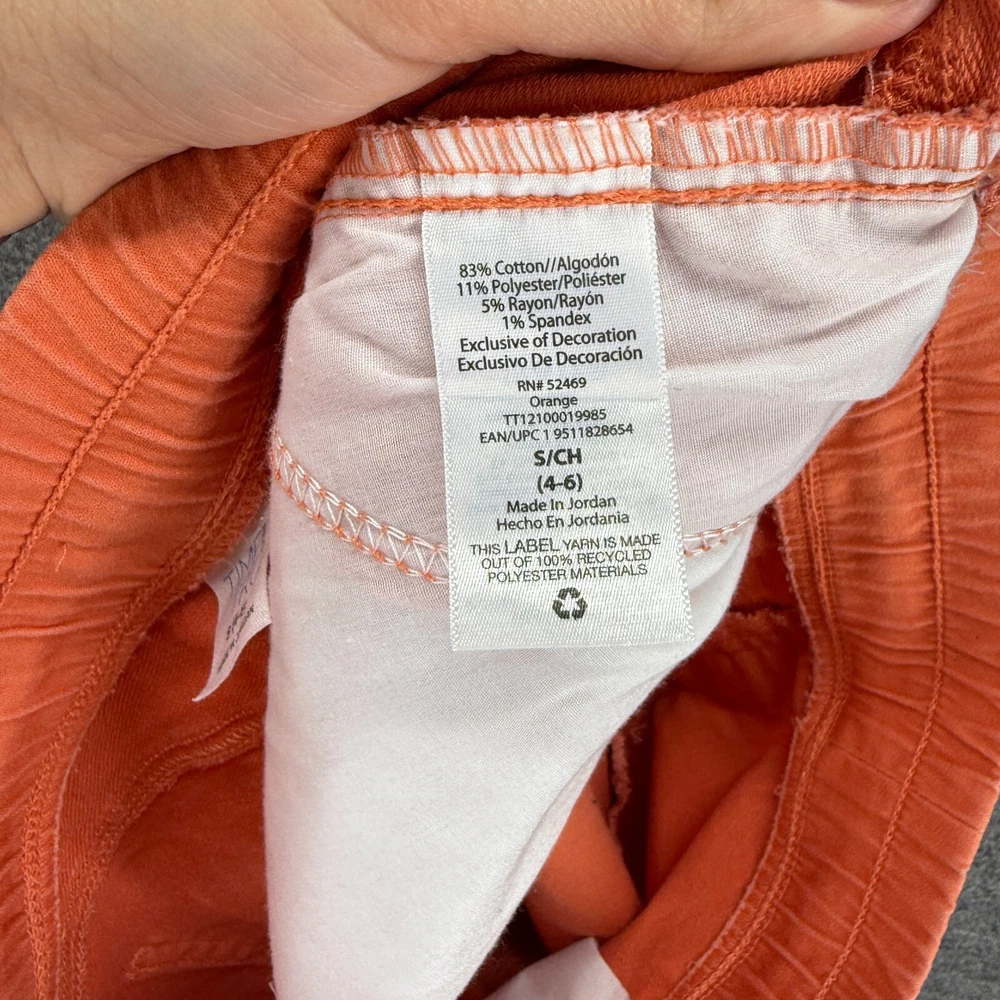 83% Cotton//Algodón
11% Polyester/Poliéster
5% Rayon/Rayón
1% Spandex
Exclusive of Decoration
Exclusivo De Decoración
RN# 52469
Orange
TT12100019985
EAN/UPC 1 9511828654
S/CH
(4-6)
Made In Jordan
Hecho En Jordania
THIS LABEL YARN IS MADE
OUT OF 100% RECYCLED
POLYESTER MATERIALS